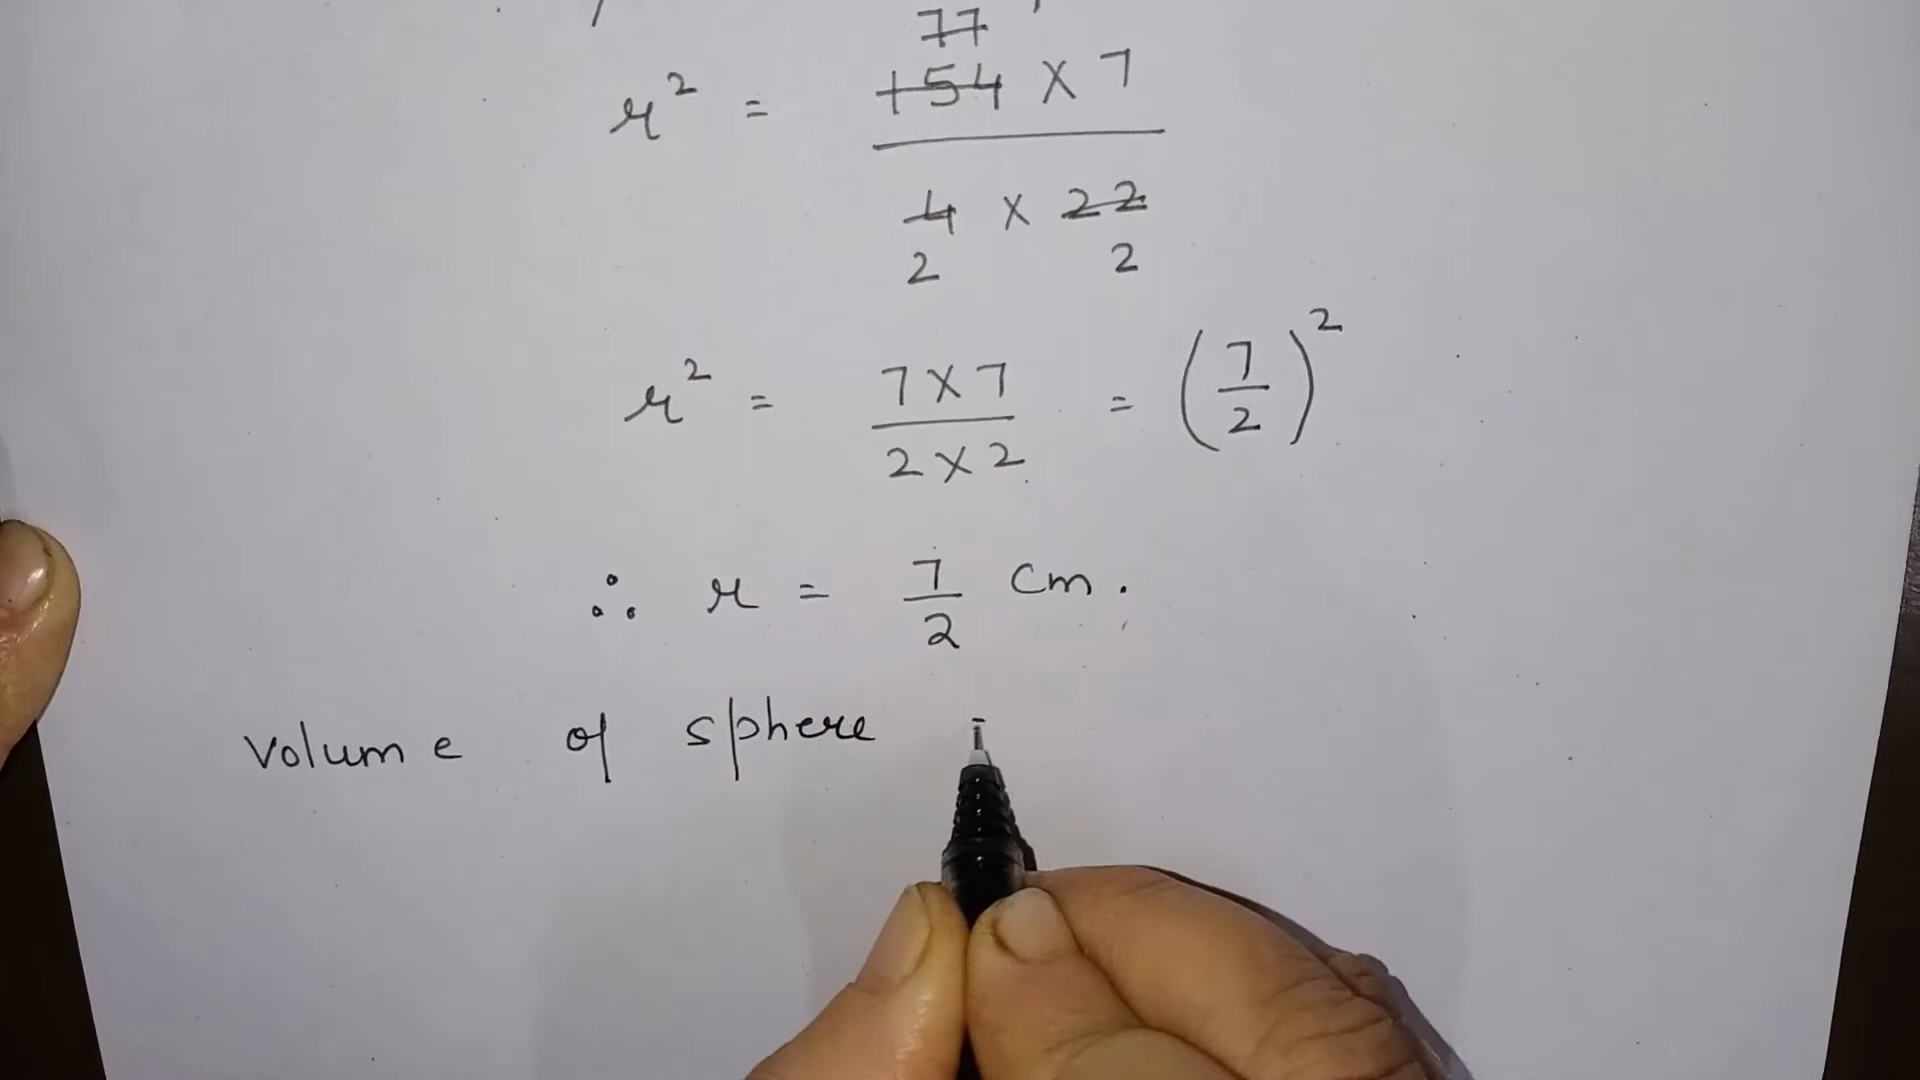 77
r² = 154 × 7
4 × 22
2 2
r² = 7×7 / 2×2 = (7/2)²
∴ r = 7/2 cm.
Volume of sphere =